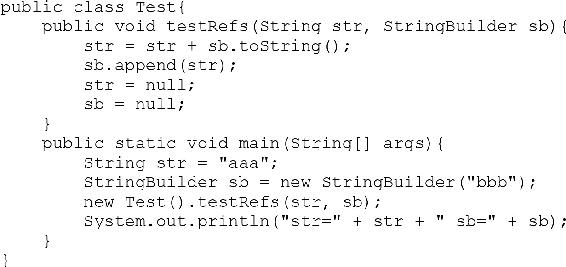 public class Test{
    public void testRefs(String str, StringBuilder sb){
        str = str + sb.toString();
        sb.append(str);
        str = null;
        sb = null;
    }
    public static void main(String[] args){
        String str = "aaa";
        StringBuilder sb = new StringBuilder("bbb");
        new Test().testRefs(str, sb);
        System.out.println("str=" + str + " sb=" + sb);
    }
}